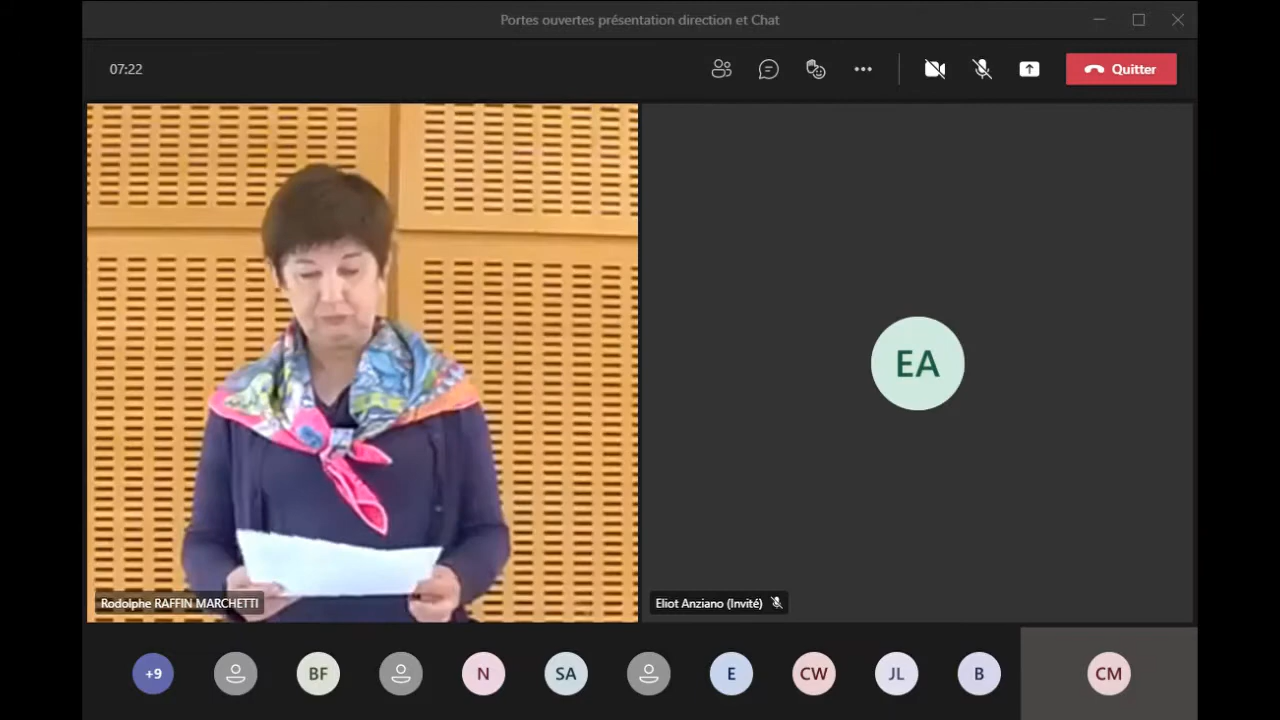 Portes ouvertes présentation direction et Chat
07:22
Quitter
EA
Rodolphe RAFFIN MARCHETTI
Eliot Anziano (Invité)
+9
BF
N
SA
E
CW
JL
B
CM